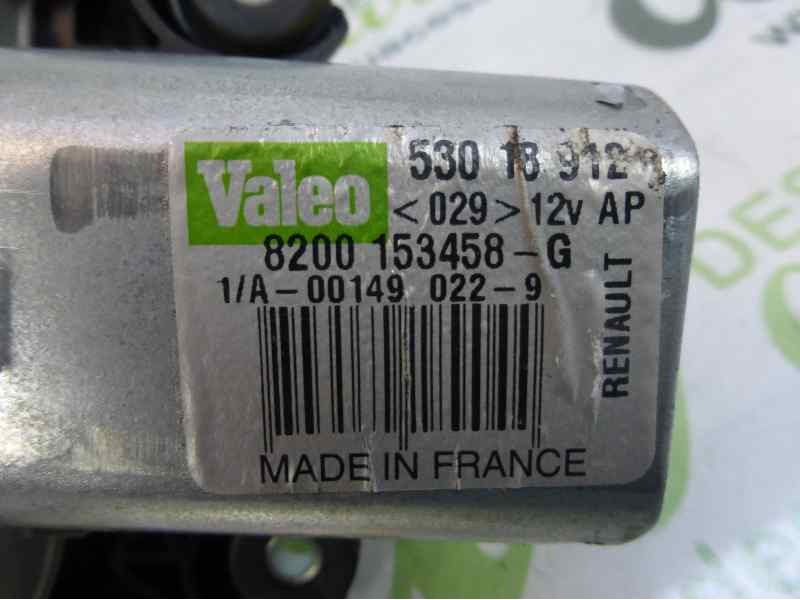 Valeo
530 18 912
<029> 12v AP
8200 153458-G
1/A-00149 022-9
RENAULT
MADE IN FRANCE